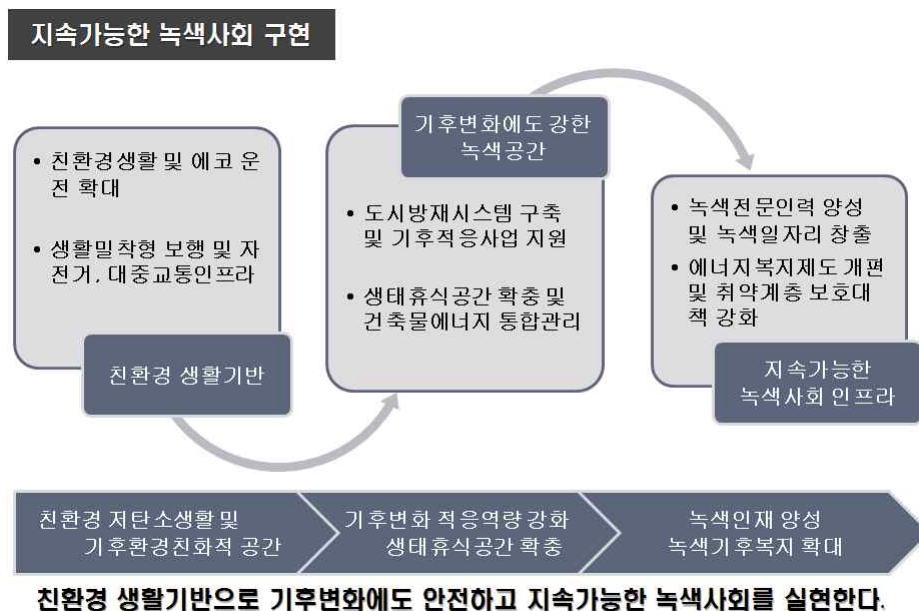 지속가능한 녹색사회 구현
• 친환경생활 및 에코 운
전 확대
• 생활밀착형 보행 및 자
전거, 대중교통인프라
친환경 생활기반
기후변화에도 강한
녹색공간
• 도시방재시스템 구축
및 기후적응사업 지원
• 생태휴식공간 확충 및
건축물에너지 통합관리
• 녹색전문인력 양성
및 녹색일자리 창출
• 에너지복지제도 개편
및 취약계층 보호대
책 강화
지속가능한
녹색사회 인프라
친환경 저탄소생활 및
기후환경친화적 공간
기후변화 적응역량 강화
생태휴식공간 확충
녹색인재 양성
녹색기후복지 확대
친환경 생활기반으로 기후변화에도 안전하고 지속가능한 녹색사회를 실현한다.